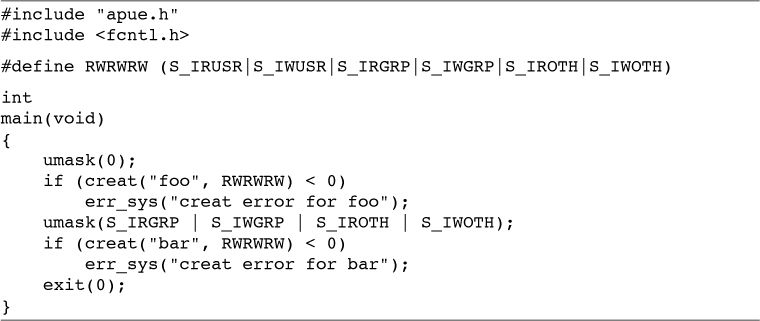 #include "apue.h"
#include <fcntl.h>
#define RWRWRW (S_IRUSR|S_IWUSR|S_IRGRP|S_IWGRP|S_IROTH|S_IWOTH)
int
main(void)
{
    umask(0);
    if (creat("foo", RWRWRW) < 0)
        err_sys("creat error for foo");
    umask(S_IRGRP | S_IWGRP | S_IROTH | S_IWOTH);
    if (creat("bar", RWRWRW) < 0)
        err_sys("creat error for bar");
    exit(0);
}